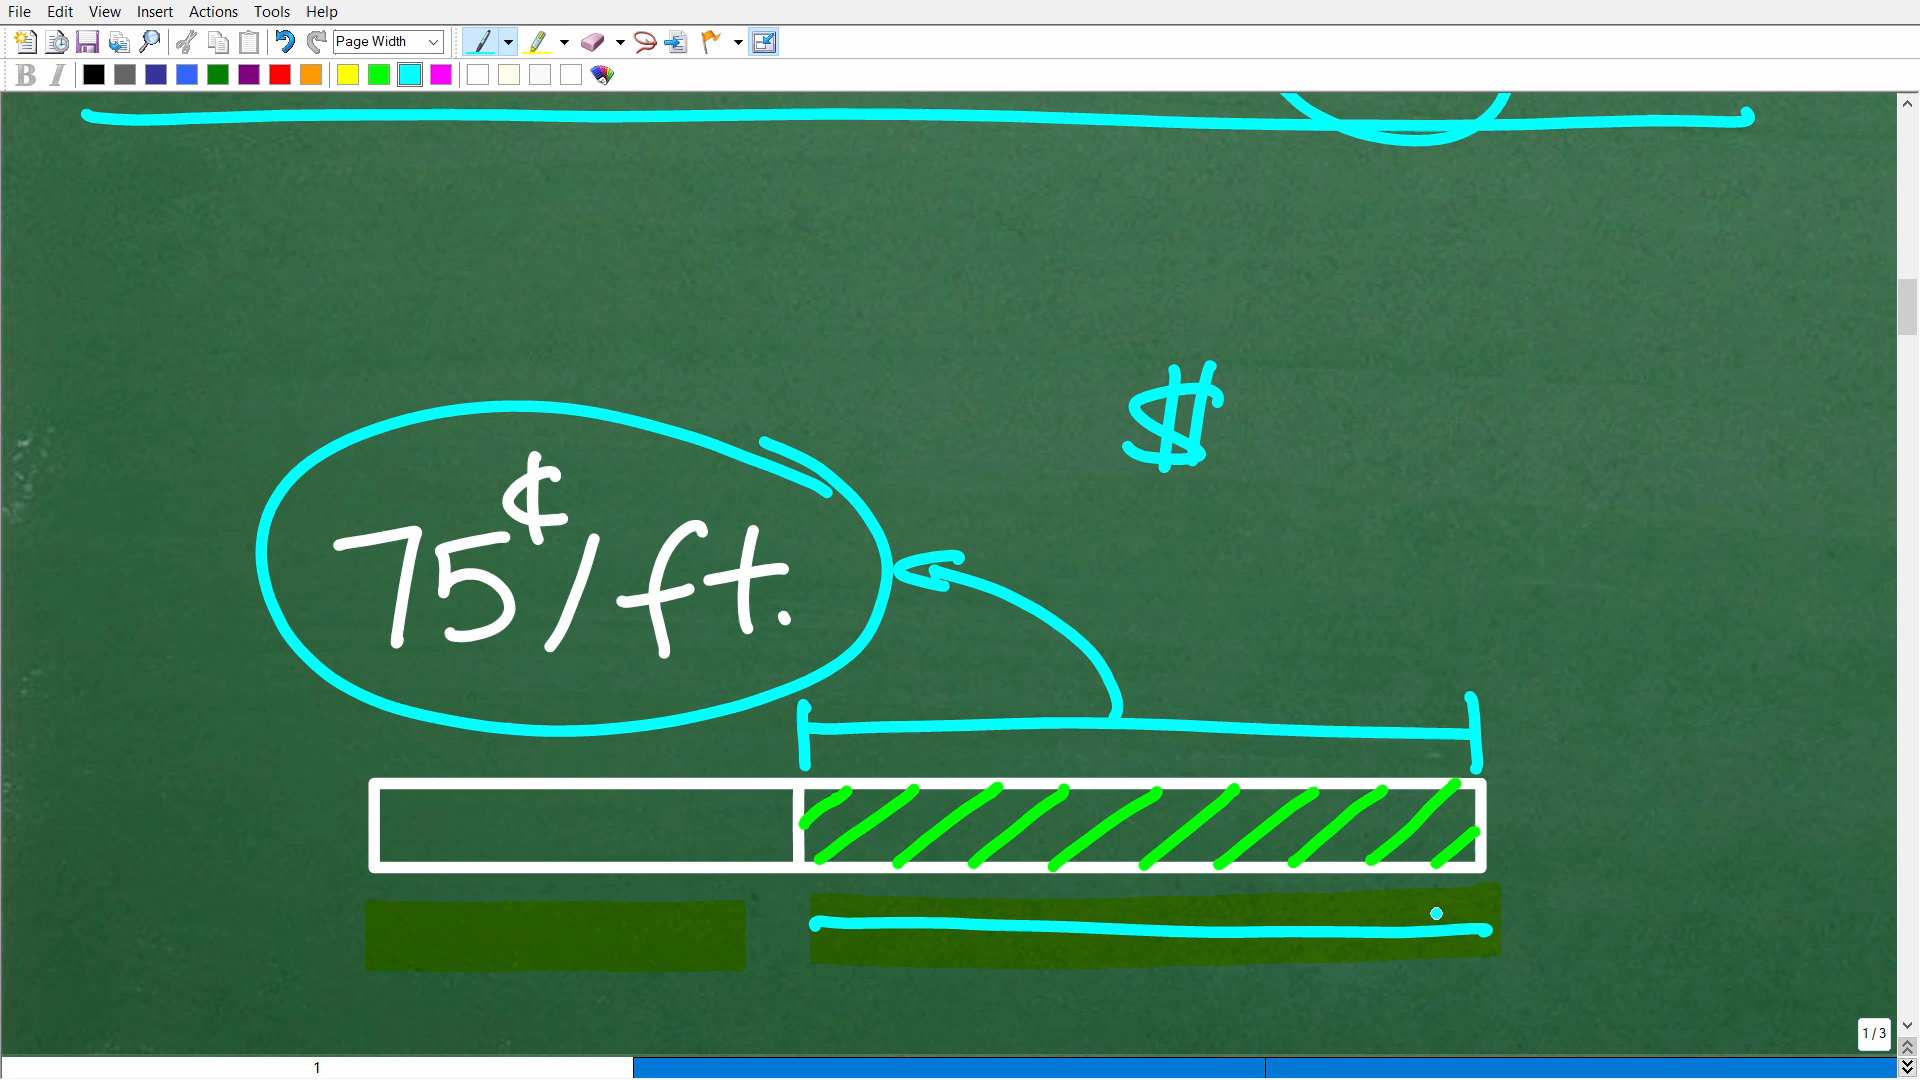 File Edit View Insert Actions Tools Help
Page Width
B I
$
¢
75/ft.
1 / 3
1